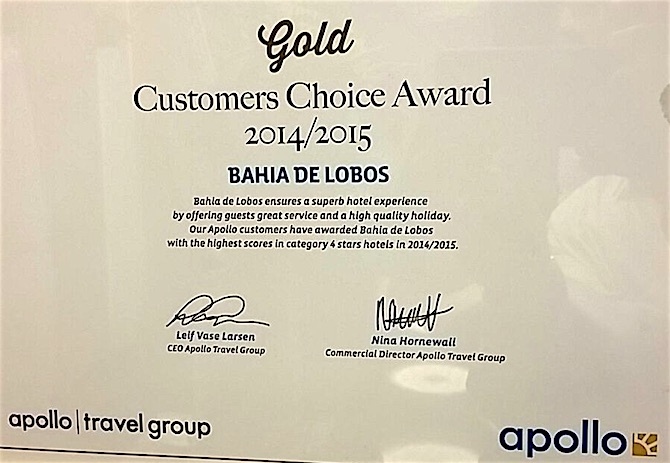 Gold
Customers Choice Award
2014/2015
BAHIA DE LOBOS
Bahia de Lobos ensures a superb hotel experience
by offering guests great service and a high quality holiday.
Our Apollo customers have awarded Bahia de Lobos
with the highest scores in category 4 stars hotels in 2014/2015.
Leif Vase Larsen
CEO Apollo Travel Group
Nina Hornewall
Commercial Director Apollo Travel Group
apollo | travel group
apollo